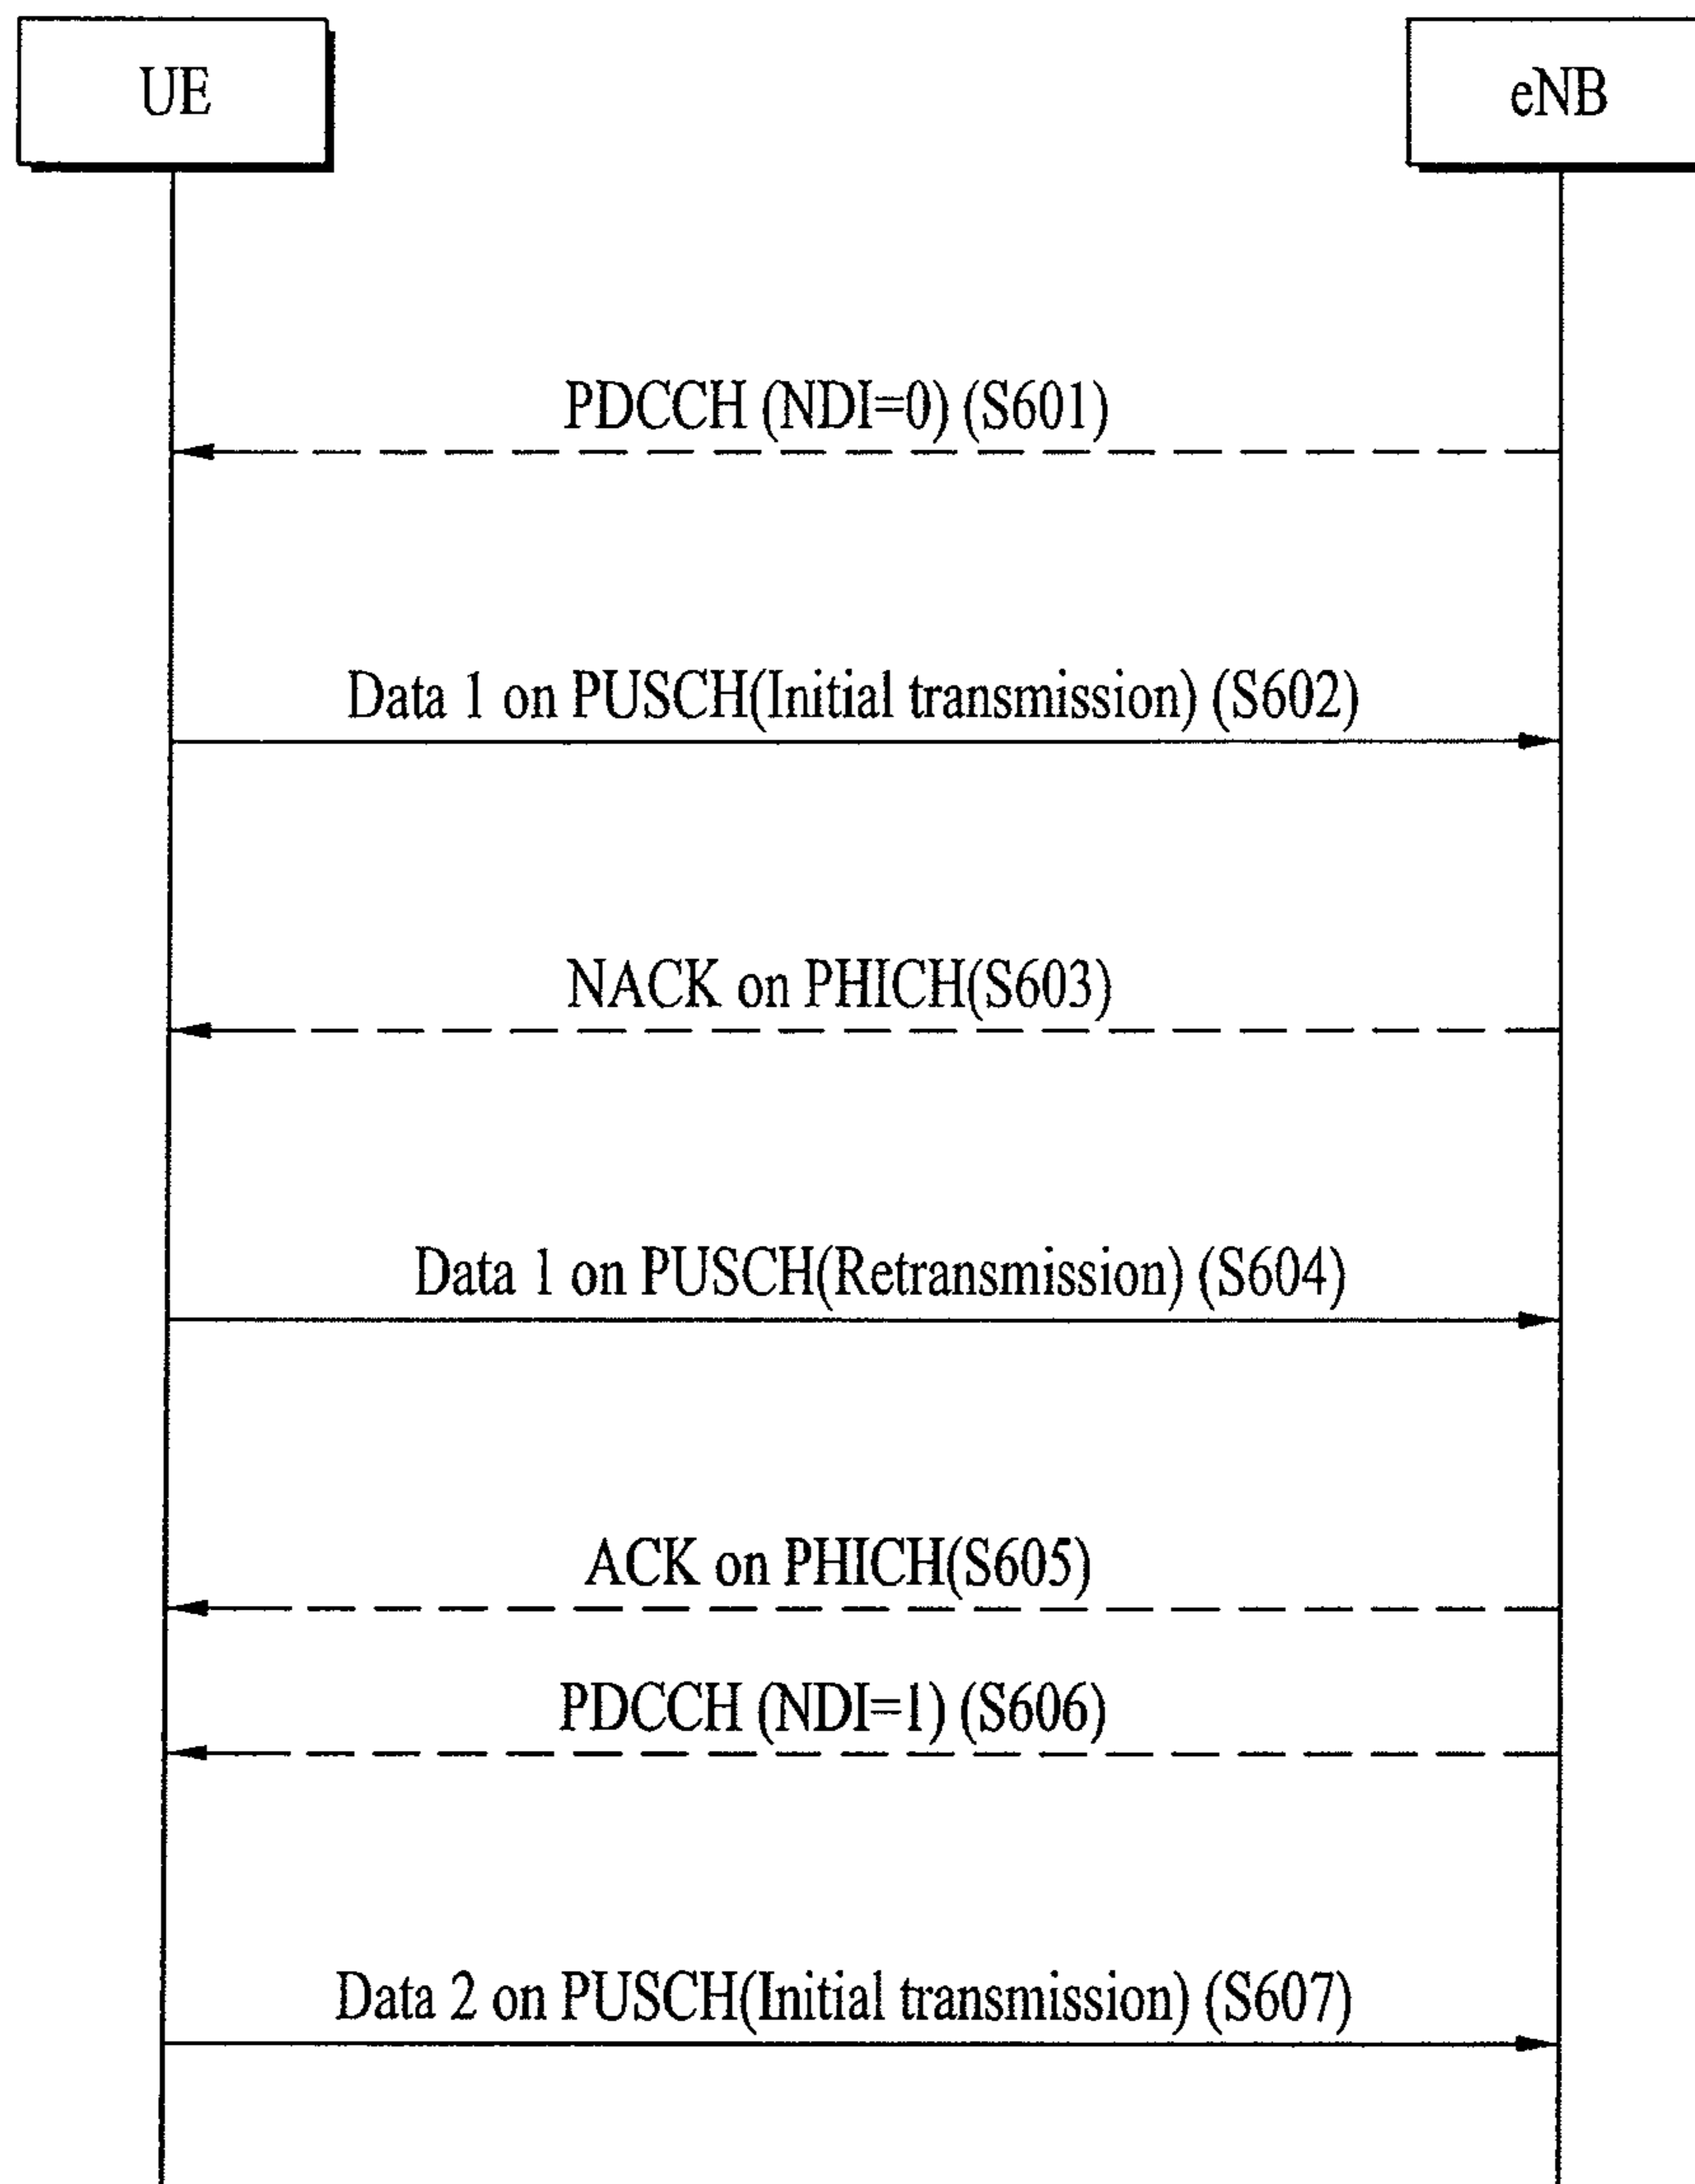 UE
eNB
PDCCH (NDI=0) (S601)
Data 1 on PUSCH(Initial transmission) (S602)
NACK on PHICH(S603)
Data 1 on PUSCH(Retransmission) (S604)
ACK on PHICH(S605)
PDCCH (NDI=1) (S606)
Data 2 on PUSCH(Initial transmission) (S607)